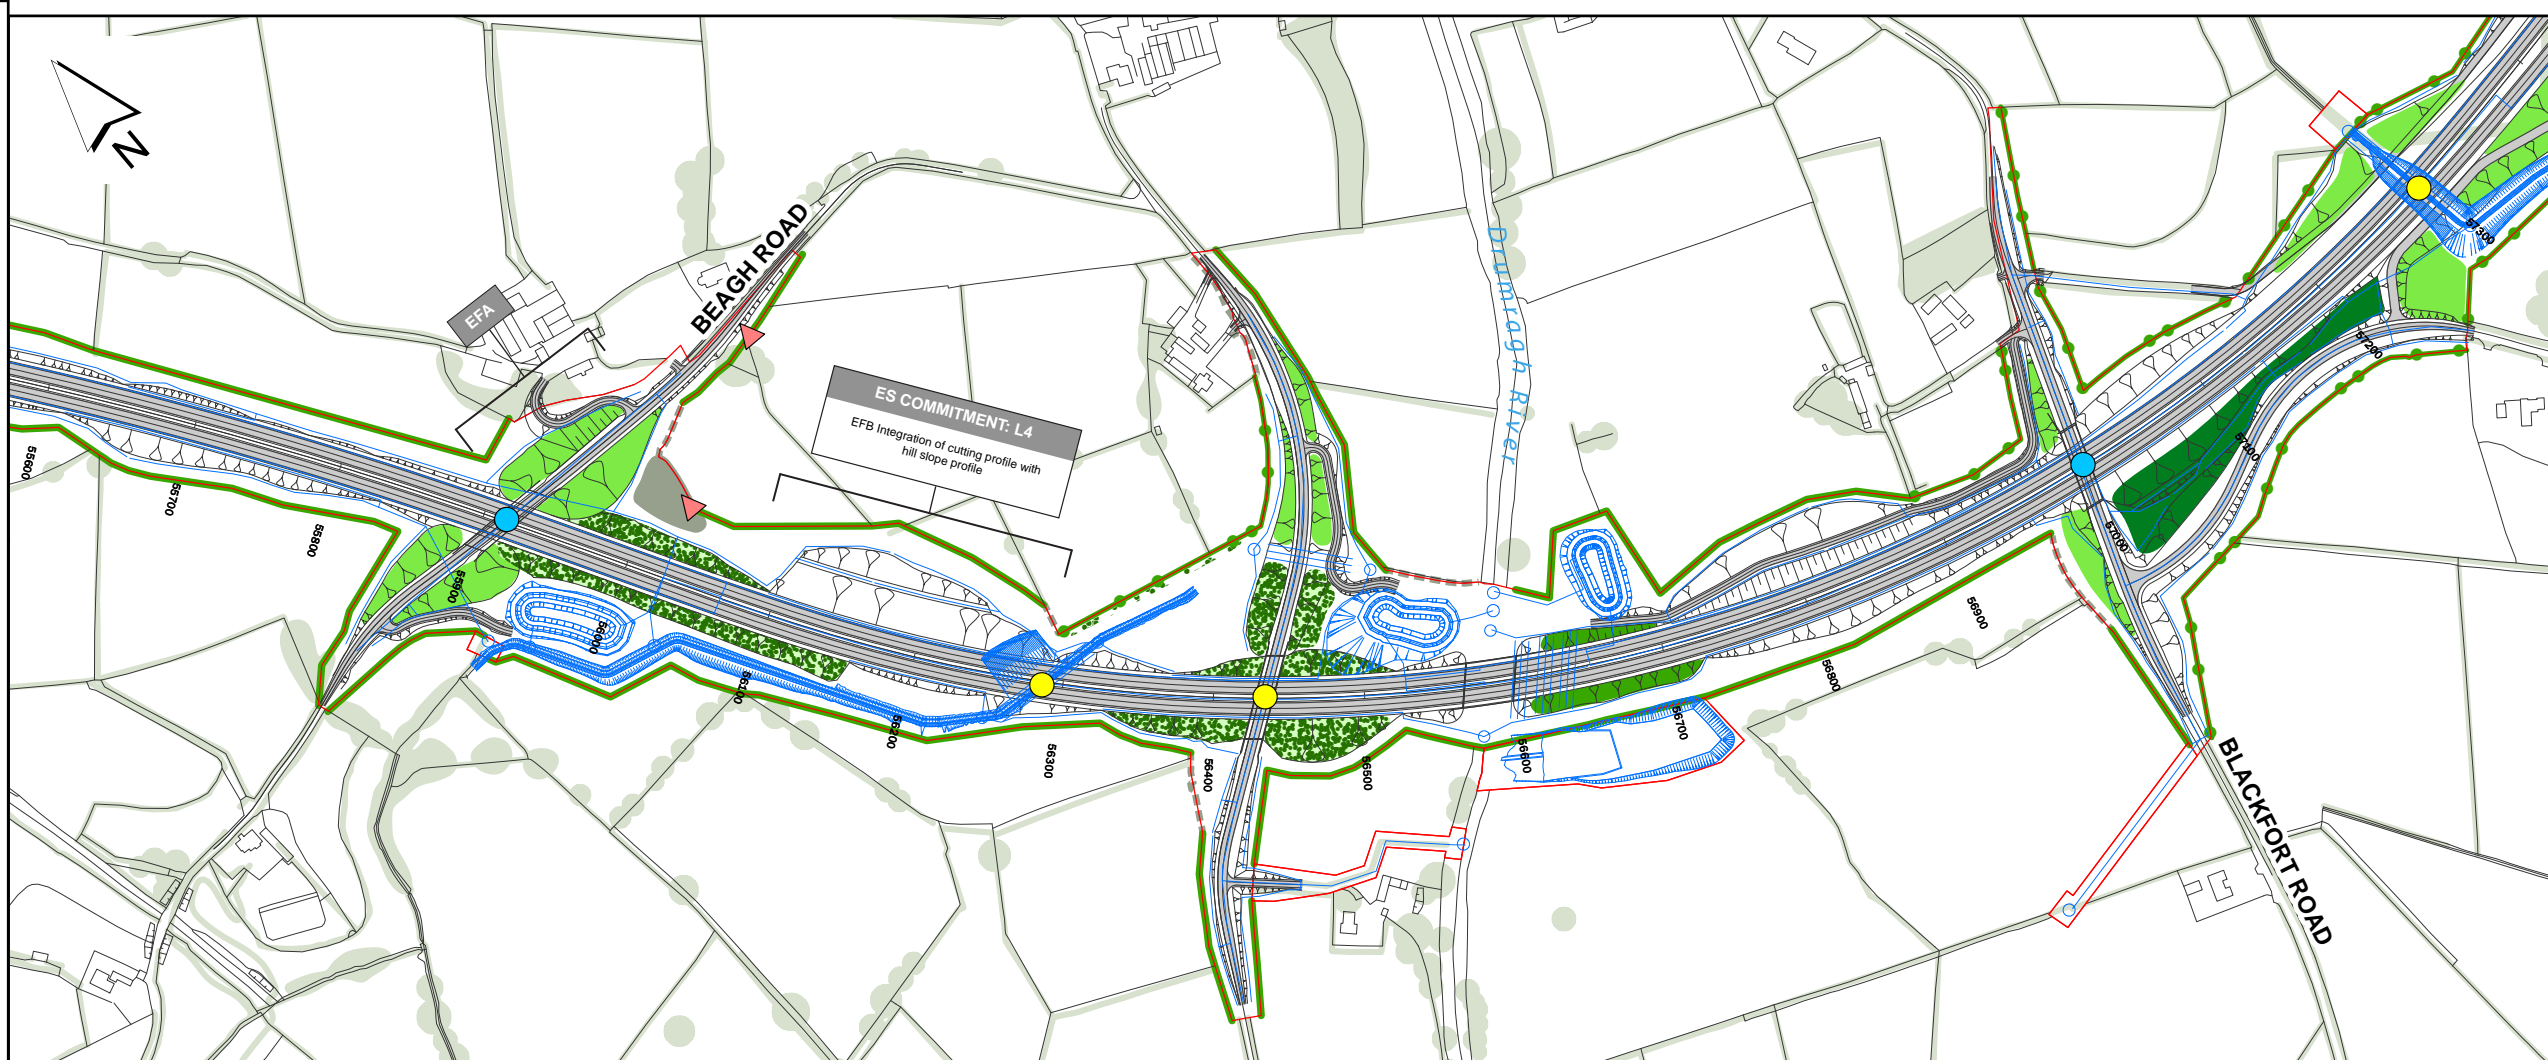 N
EFA
BEAGH ROAD
ES COMMITMENT: L4
EFB Integration of cutting profile with
hill slope profile
Drumragh River
BLACKFORT ROAD
55600
55700
55800
55900
56000
56100
56200
56300
56400
56500
56600
56700
56800
56900
57000
57100
57200
57300